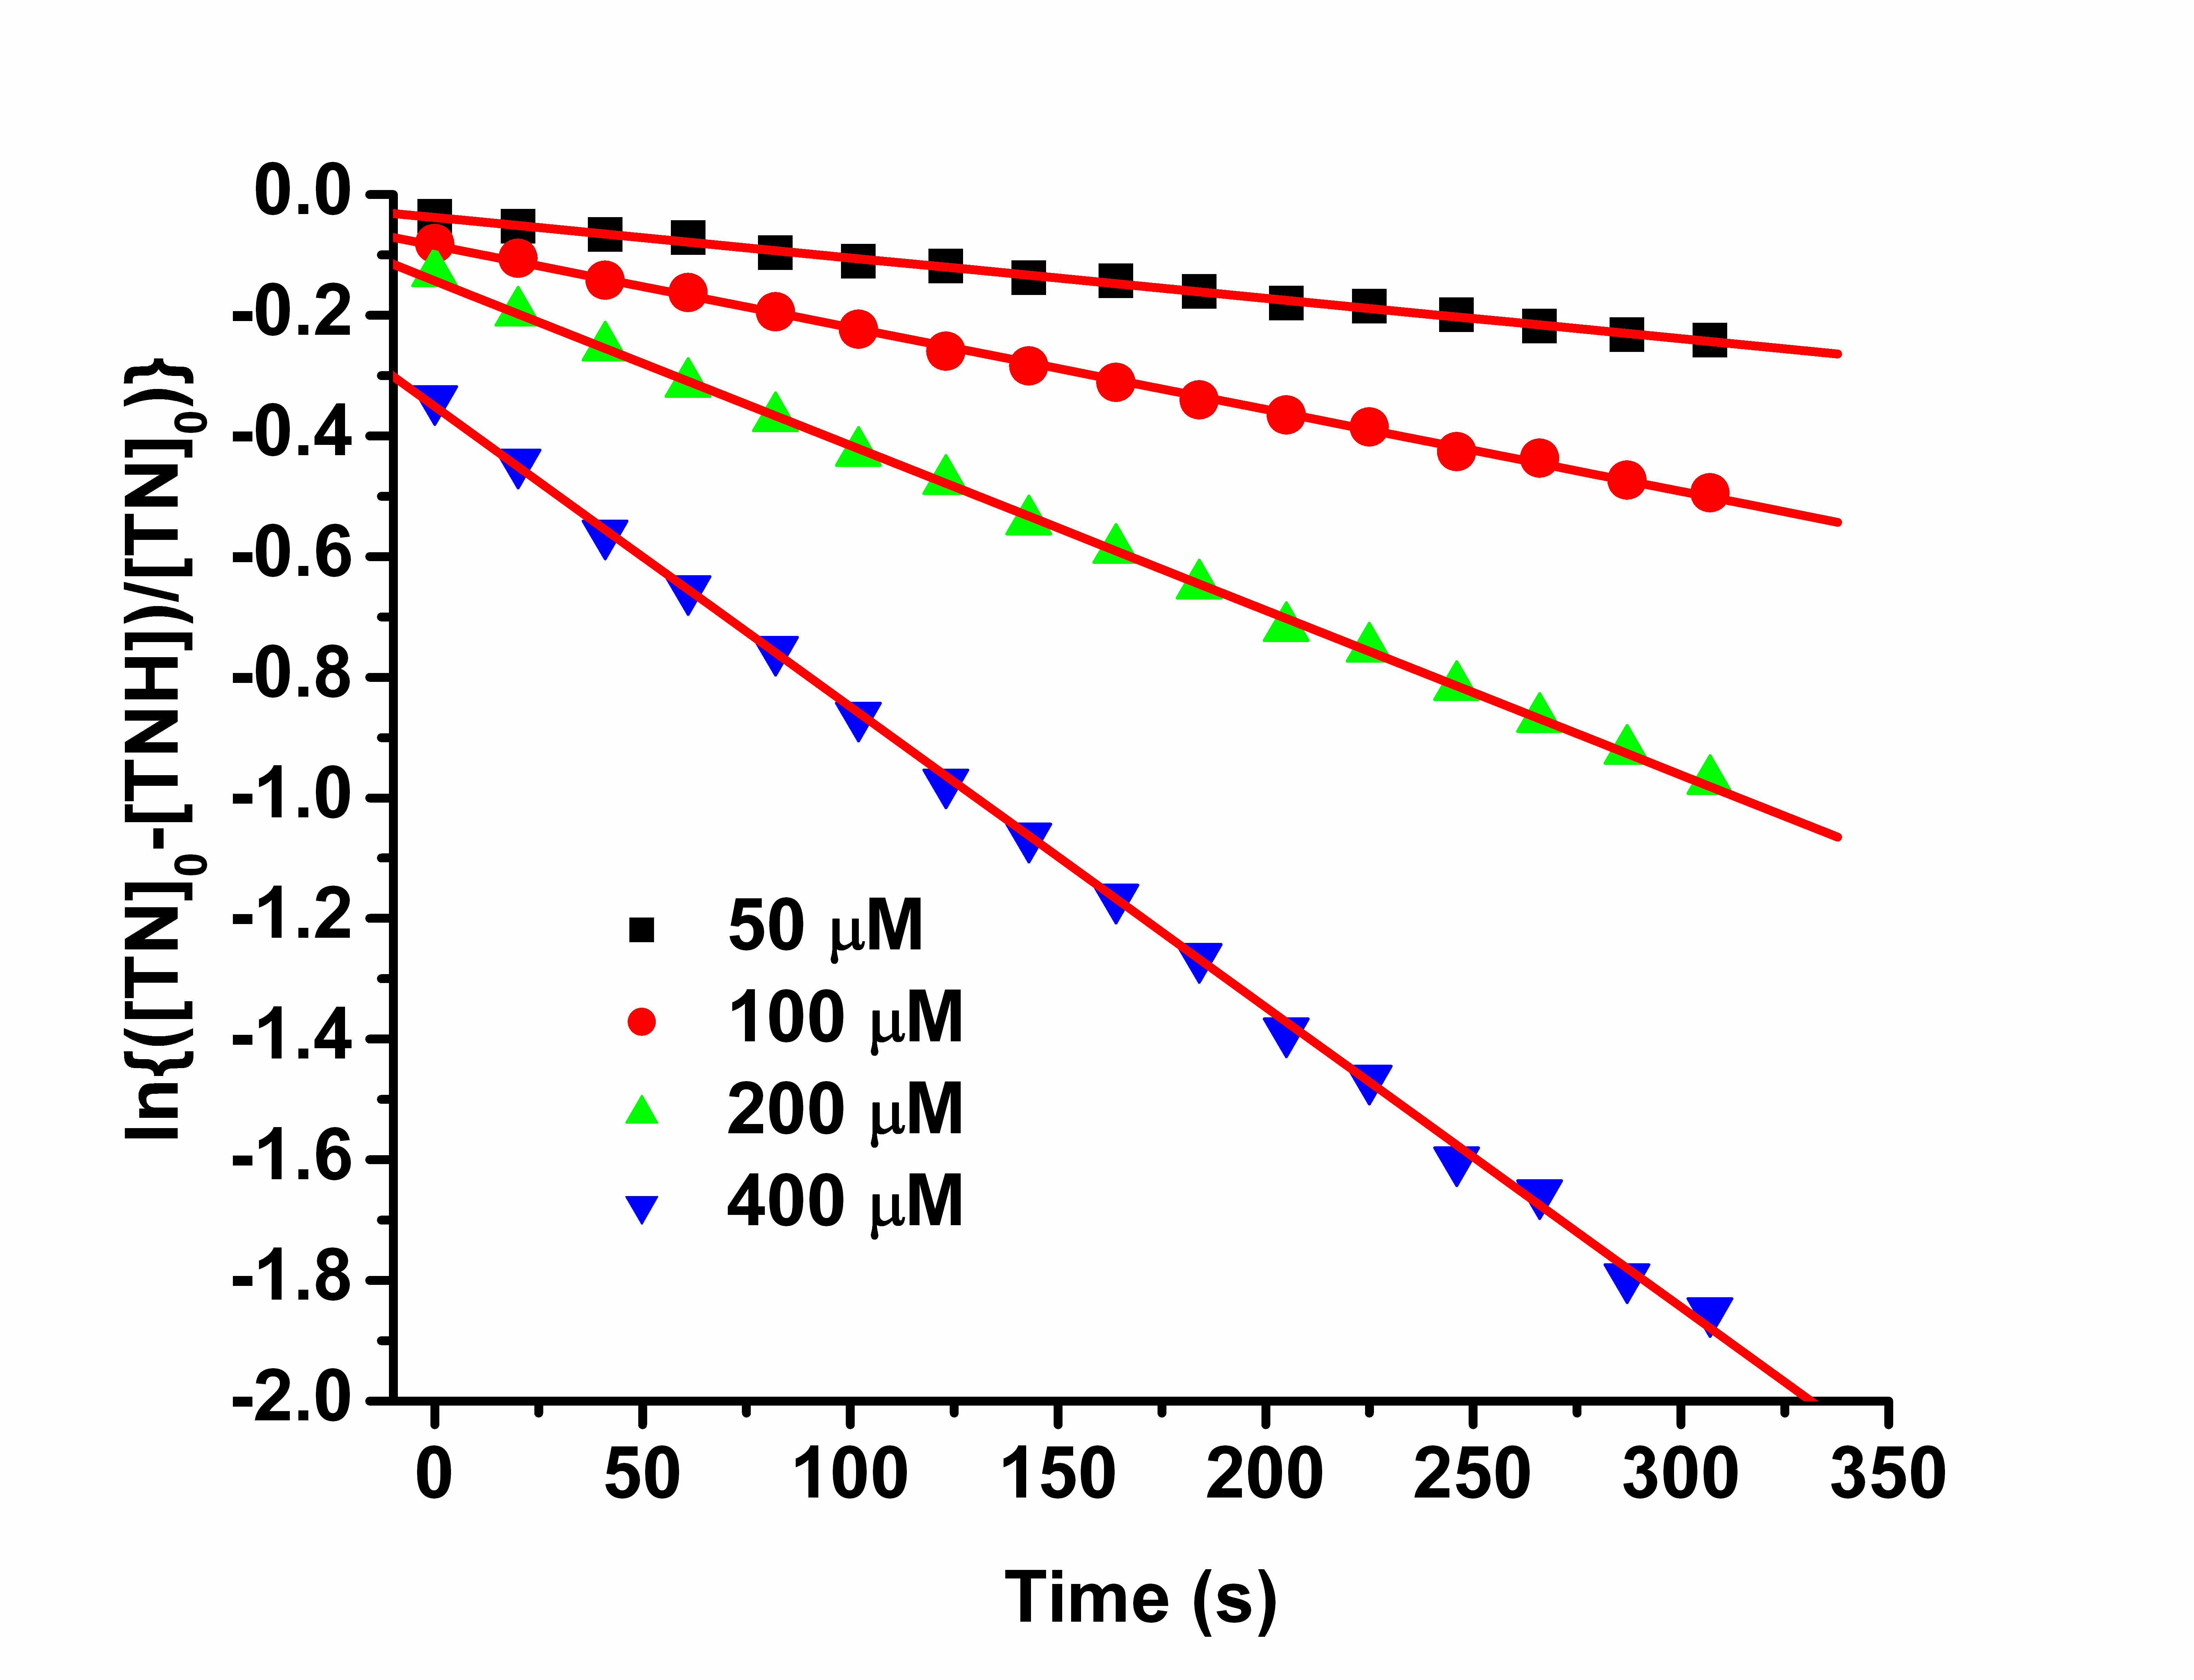 ln{([TN]0-[TNH])/[TN]0)}
0.0
-0.2
-0.4
-0.6
-0.8
-1.0
-1.2
-1.4
-1.6
-1.8
-2.0
50 μM
100 μM
200 μM
400 μM
0 50 100 150 200 250 300 350
Time (s)